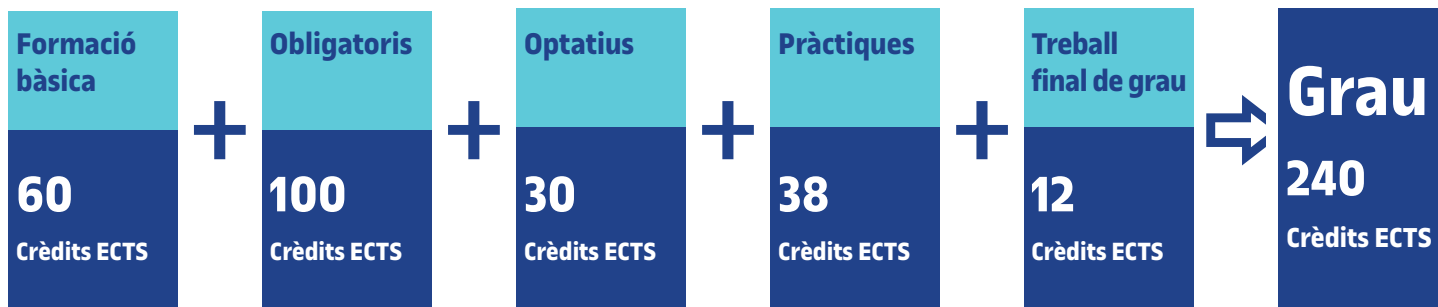 Formació
bàsica
60
Crèdits ECTS
+
Obligatoris
100
Crèdits ECTS
+
Optatius
30
Crèdits ECTS
+
Pràctiques
38
Crèdits ECTS
+
Treball
final de grau
12
Crèdits ECTS
Grau
240
Crèdits ECTS